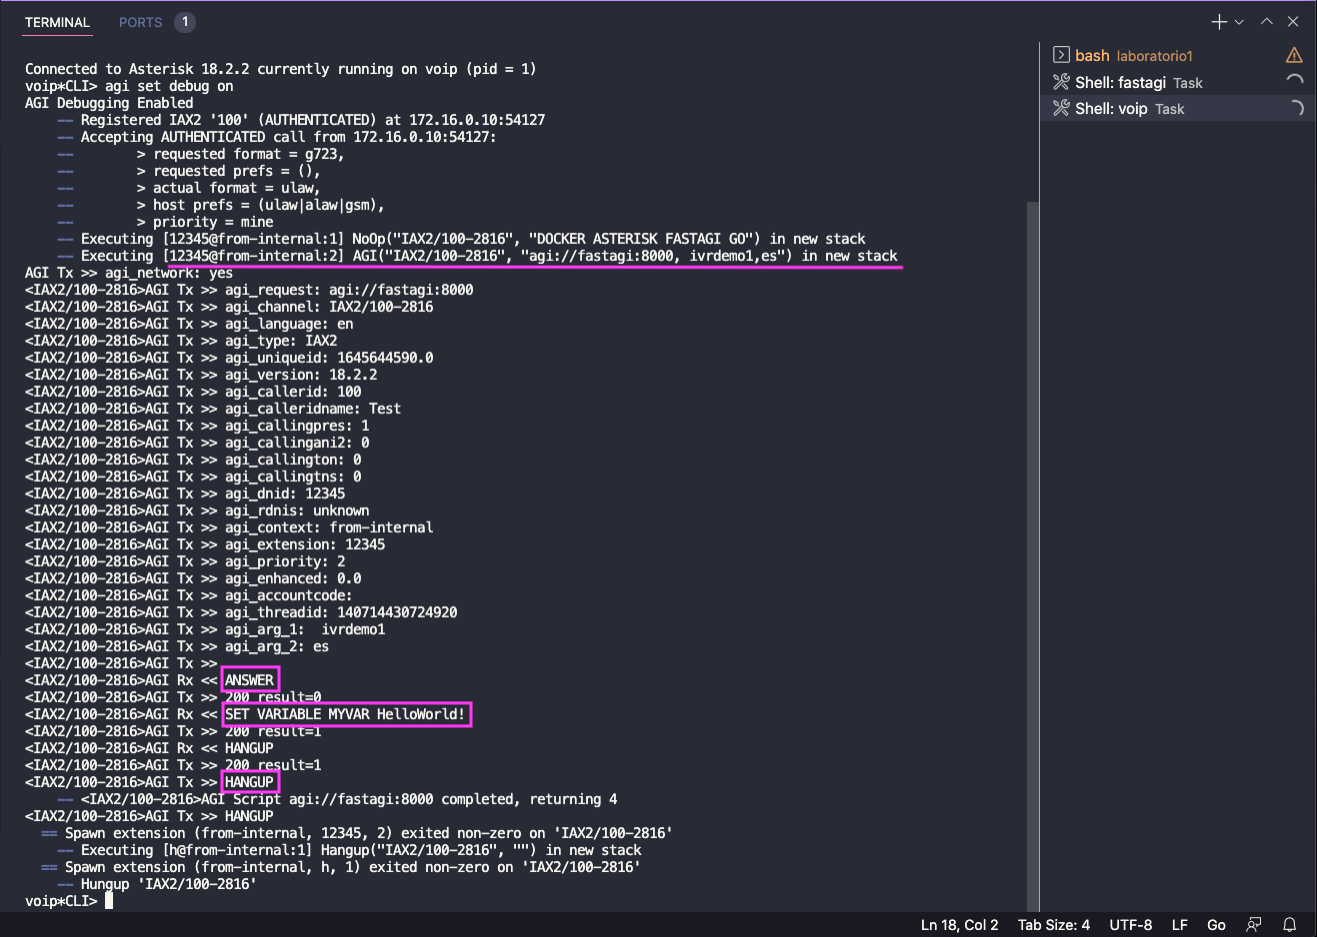 TERMINAL PORTS 1
Connected to Asterisk 18.2.2 currently running on voip (pid = 1)
voip*CLI> agi set debug on
AGI Debugging Enabled
-- Registered IAX2 '100' (AUTHENTICATED) at 172.16.0.10:54127
-- Accepting AUTHENTICATED call from 172.16.0.10:54127:
-- > requested format = g723,
-- > requested prefs = (),
-- > actual format = ulaw,
-- > host prefs = (ulaw|alaw|gsm),
-- > priority = mine
-- Executing [12345@from-internal:1] NoOp("IAX2/100-2816", "DOCKER ASTERISK FASTAGI GO") in new stack
-- Executing [12345@from-internal:2] AGI("IAX2/100-2816", "agi://fastagi:8000, ivrdemo1,es") in new stack
AGI Tx >> agi_network: yes
<IAX2/100-2816>AGI Tx >> agi_request: agi://fastagi:8000
<IAX2/100-2816>AGI Tx >> agi_channel: IAX2/100-2816
<IAX2/100-2816>AGI Tx >> agi_language: en
<IAX2/100-2816>AGI Tx >> agi_type: IAX2
<IAX2/100-2816>AGI Tx >> agi_uniqueid: 1645644590.0
<IAX2/100-2816>AGI Tx >> agi_version: 18.2.2
<IAX2/100-2816>AGI Tx >> agi_callerid: 100
<IAX2/100-2816>AGI Tx >> agi_calleridname: Test
<IAX2/100-2816>AGI Tx >> agi_callingpres: 1
<IAX2/100-2816>AGI Tx >> agi_callingani2: 0
<IAX2/100-2816>AGI Tx >> agi_callington: 0
<IAX2/100-2816>AGI Tx >> agi_callingtns: 0
<IAX2/100-2816>AGI Tx >> agi_dnid: 12345
<IAX2/100-2816>AGI Tx >> agi_rdnis: unknown
<IAX2/100-2816>AGI Tx >> agi_context: from-internal
<IAX2/100-2816>AGI Tx >> agi_extension: 12345
<IAX2/100-2816>AGI Tx >> agi_priority: 2
<IAX2/100-2816>AGI Tx >> agi_enhanced: 0.0
<IAX2/100-2816>AGI Tx >> agi_accountcode:
<IAX2/100-2816>AGI Tx >> agi_threadid: 140714430724920
<IAX2/100-2816>AGI Tx >> agi_arg_1:  ivrdemo1
<IAX2/100-2816>AGI Tx >> agi_arg_2: es
<IAX2/100-2816>AGI Tx >>
<IAX2/100-2816>AGI Rx << ANSWER
<IAX2/100-2816>AGI Tx >> 200 result=0
<IAX2/100-2816>AGI Rx << SET VARIABLE MYVAR HelloWorld!
<IAX2/100-2816>AGI Tx >> 200 result=1
<IAX2/100-2816>AGI Rx << HANGUP
<IAX2/100-2816>AGI Tx >> 200 result=1
<IAX2/100-2816>AGI Tx >> HANGUP
-- <IAX2/100-2816>AGI Script agi://fastagi:8000 completed, returning 4
<IAX2/100-2816>AGI Tx >> HANGUP
== Spawn extension (from-internal, 12345, 2) exited non-zero on 'IAX2/100-2816'
-- Executing [h@from-internal:1] Hangup("IAX2/100-2816", "") in new stack
== Spawn extension (from-internal, h, 1) exited non-zero on 'IAX2/100-2816'
-- Hungup 'IAX2/100-2816'
voip*CLI>
bash laboratorio1
Shell: fastagi Task
Shell: voip Task
Ln 18, Col 2 Tab Size: 4 UTF-8 LF Go